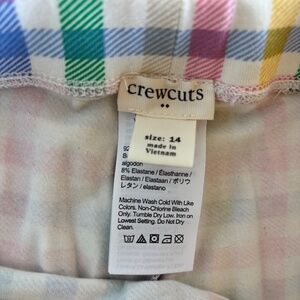 crewcuts
size: 14
made in
Vietnam
algodon
8% Elastane / Élasthanne /
Elastan / Elastaan / ポリウ
レタン / elastano
Machine Wash Cold With Like
Colors. Non-Chlorine Bleach
Only. Tumble Dry Low. Iron on
Lowest Setting. Do Not Dry
Clean.